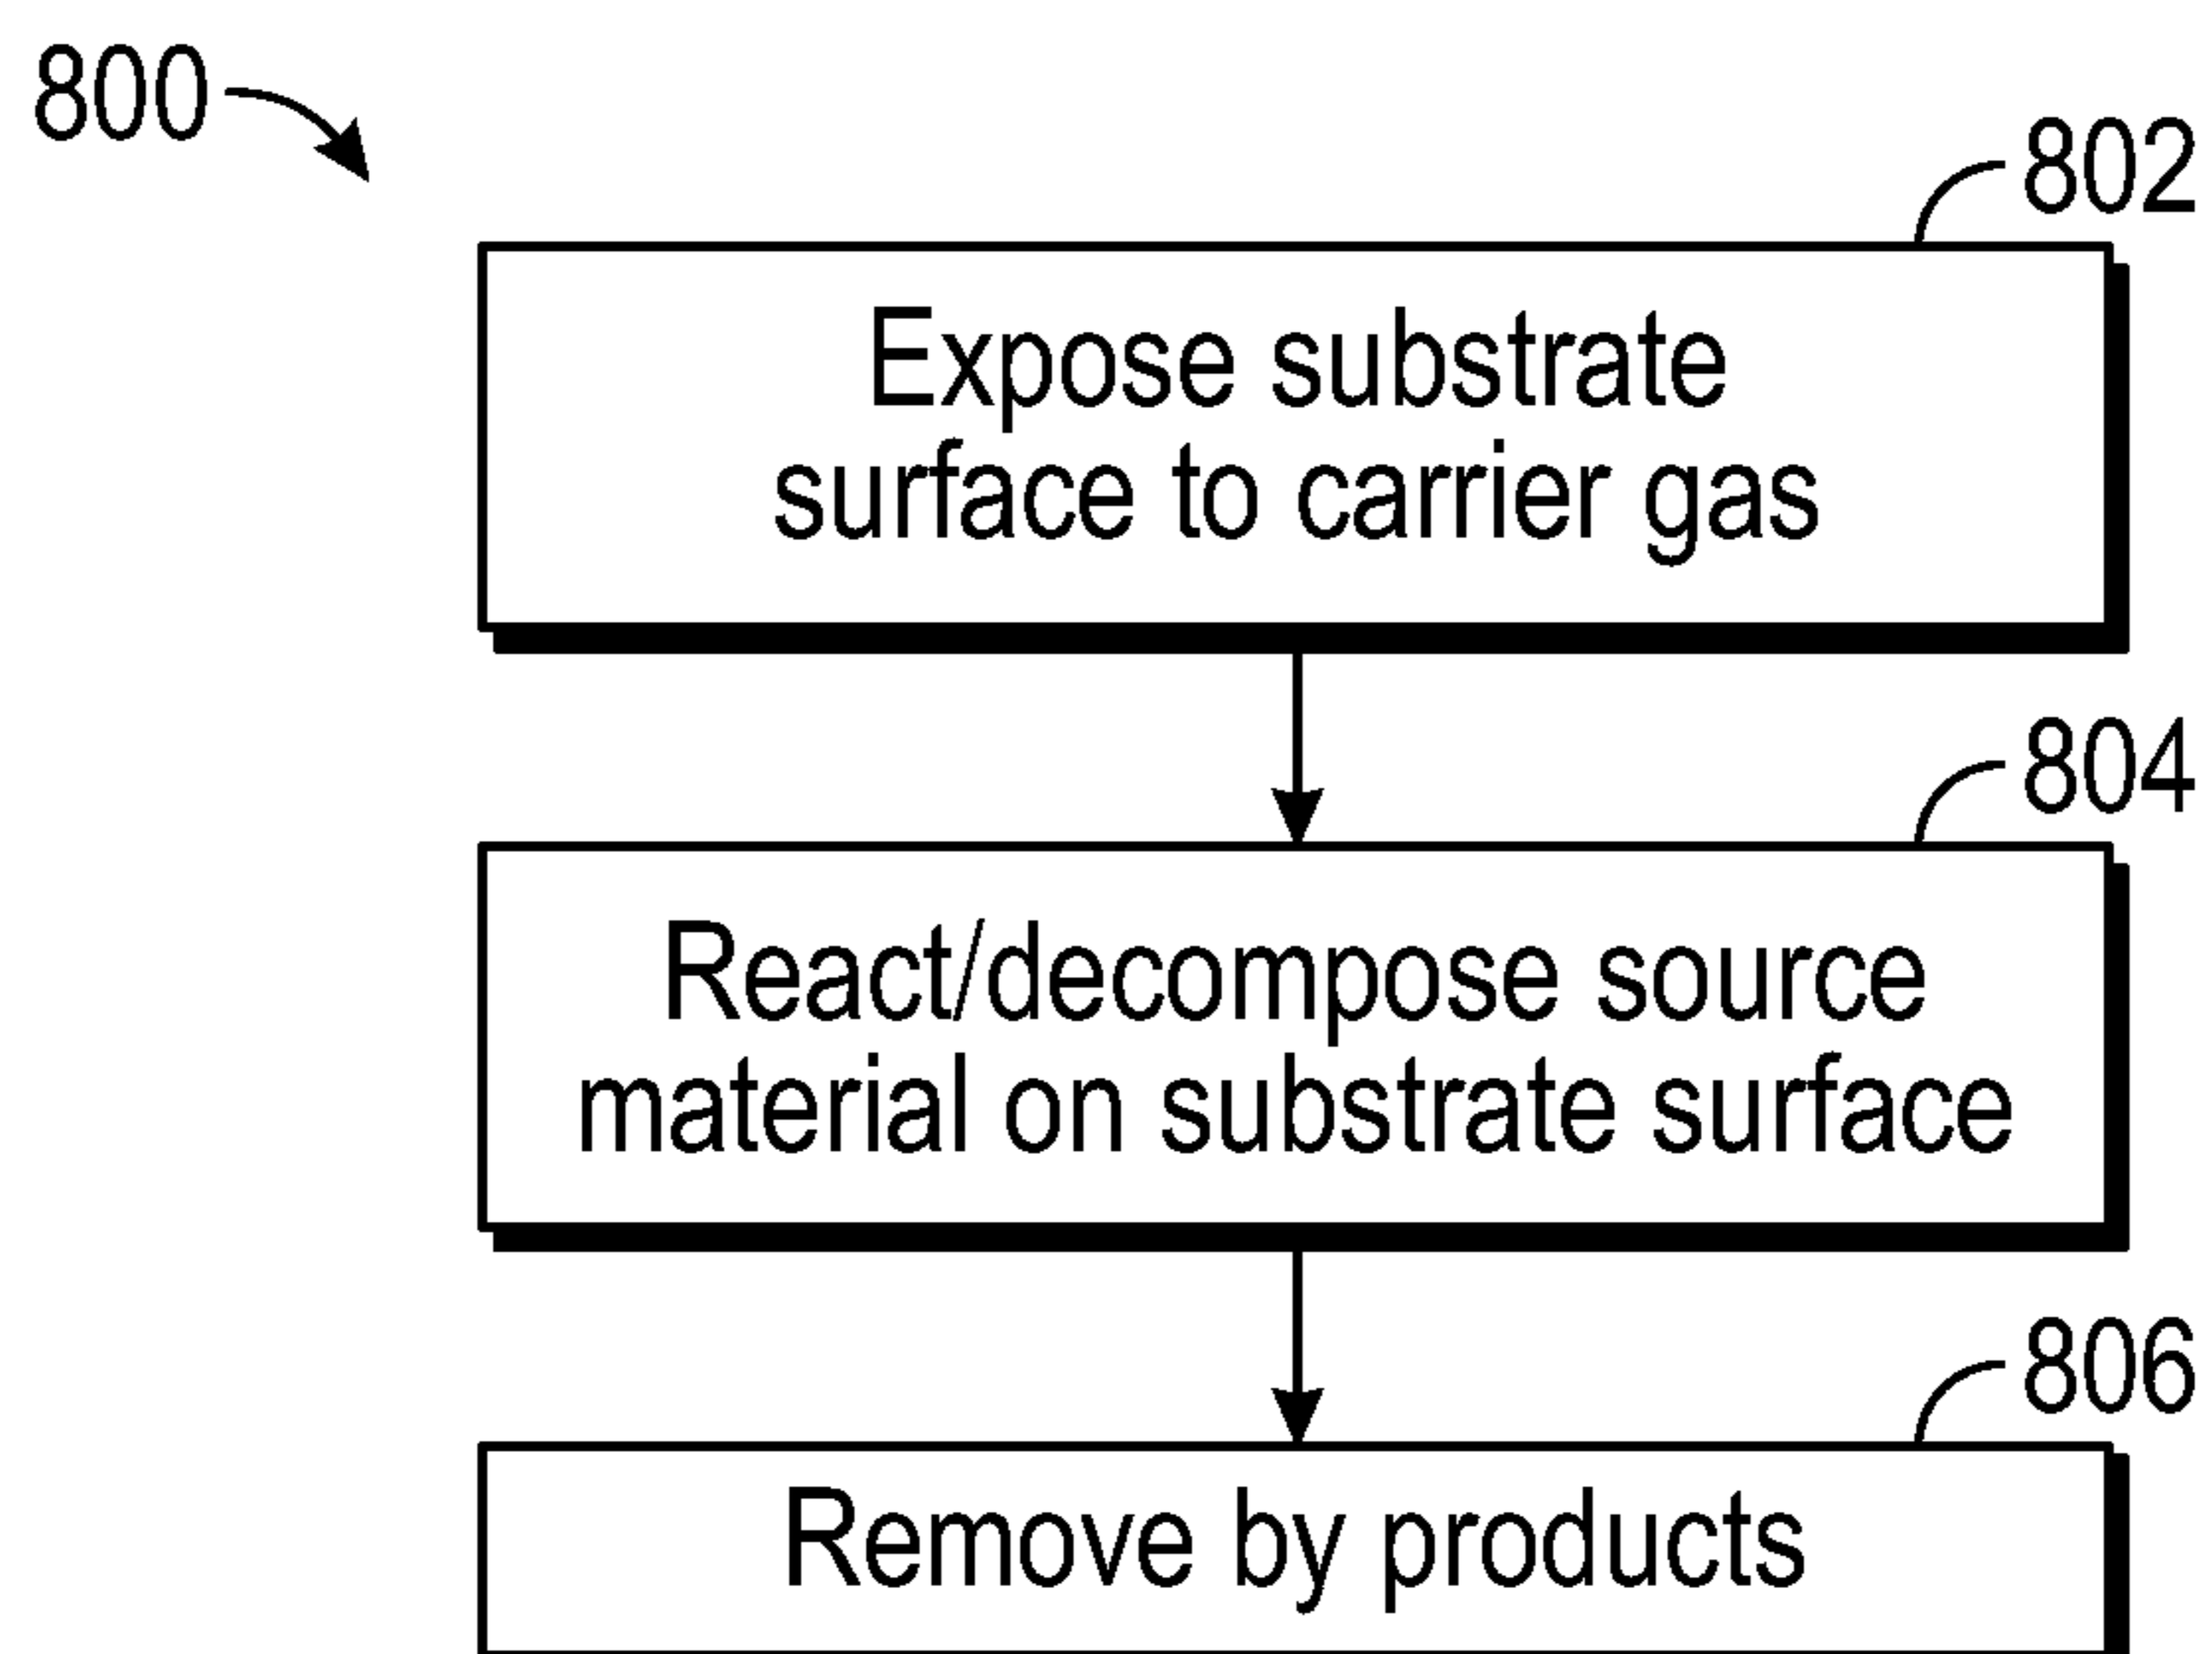 800
802
Expose substrate
surface to carrier gas
804
React/decompose source
material on substrate surface
806
Remove by products